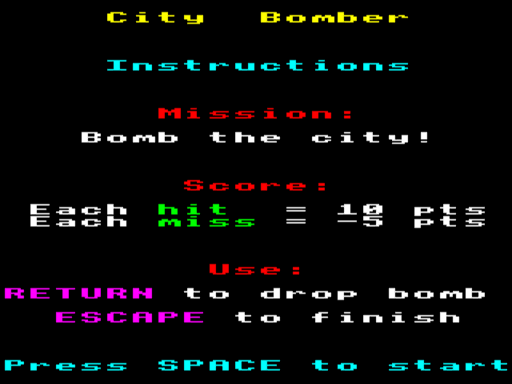 City Bomber
Instructions
Mission:
Bomb the city!
Score:
Each hit = 10 pts
Each miss = -5 pts
Use:
RETURN to drop bomb
ESCAPE to finish
Press SPACE to start